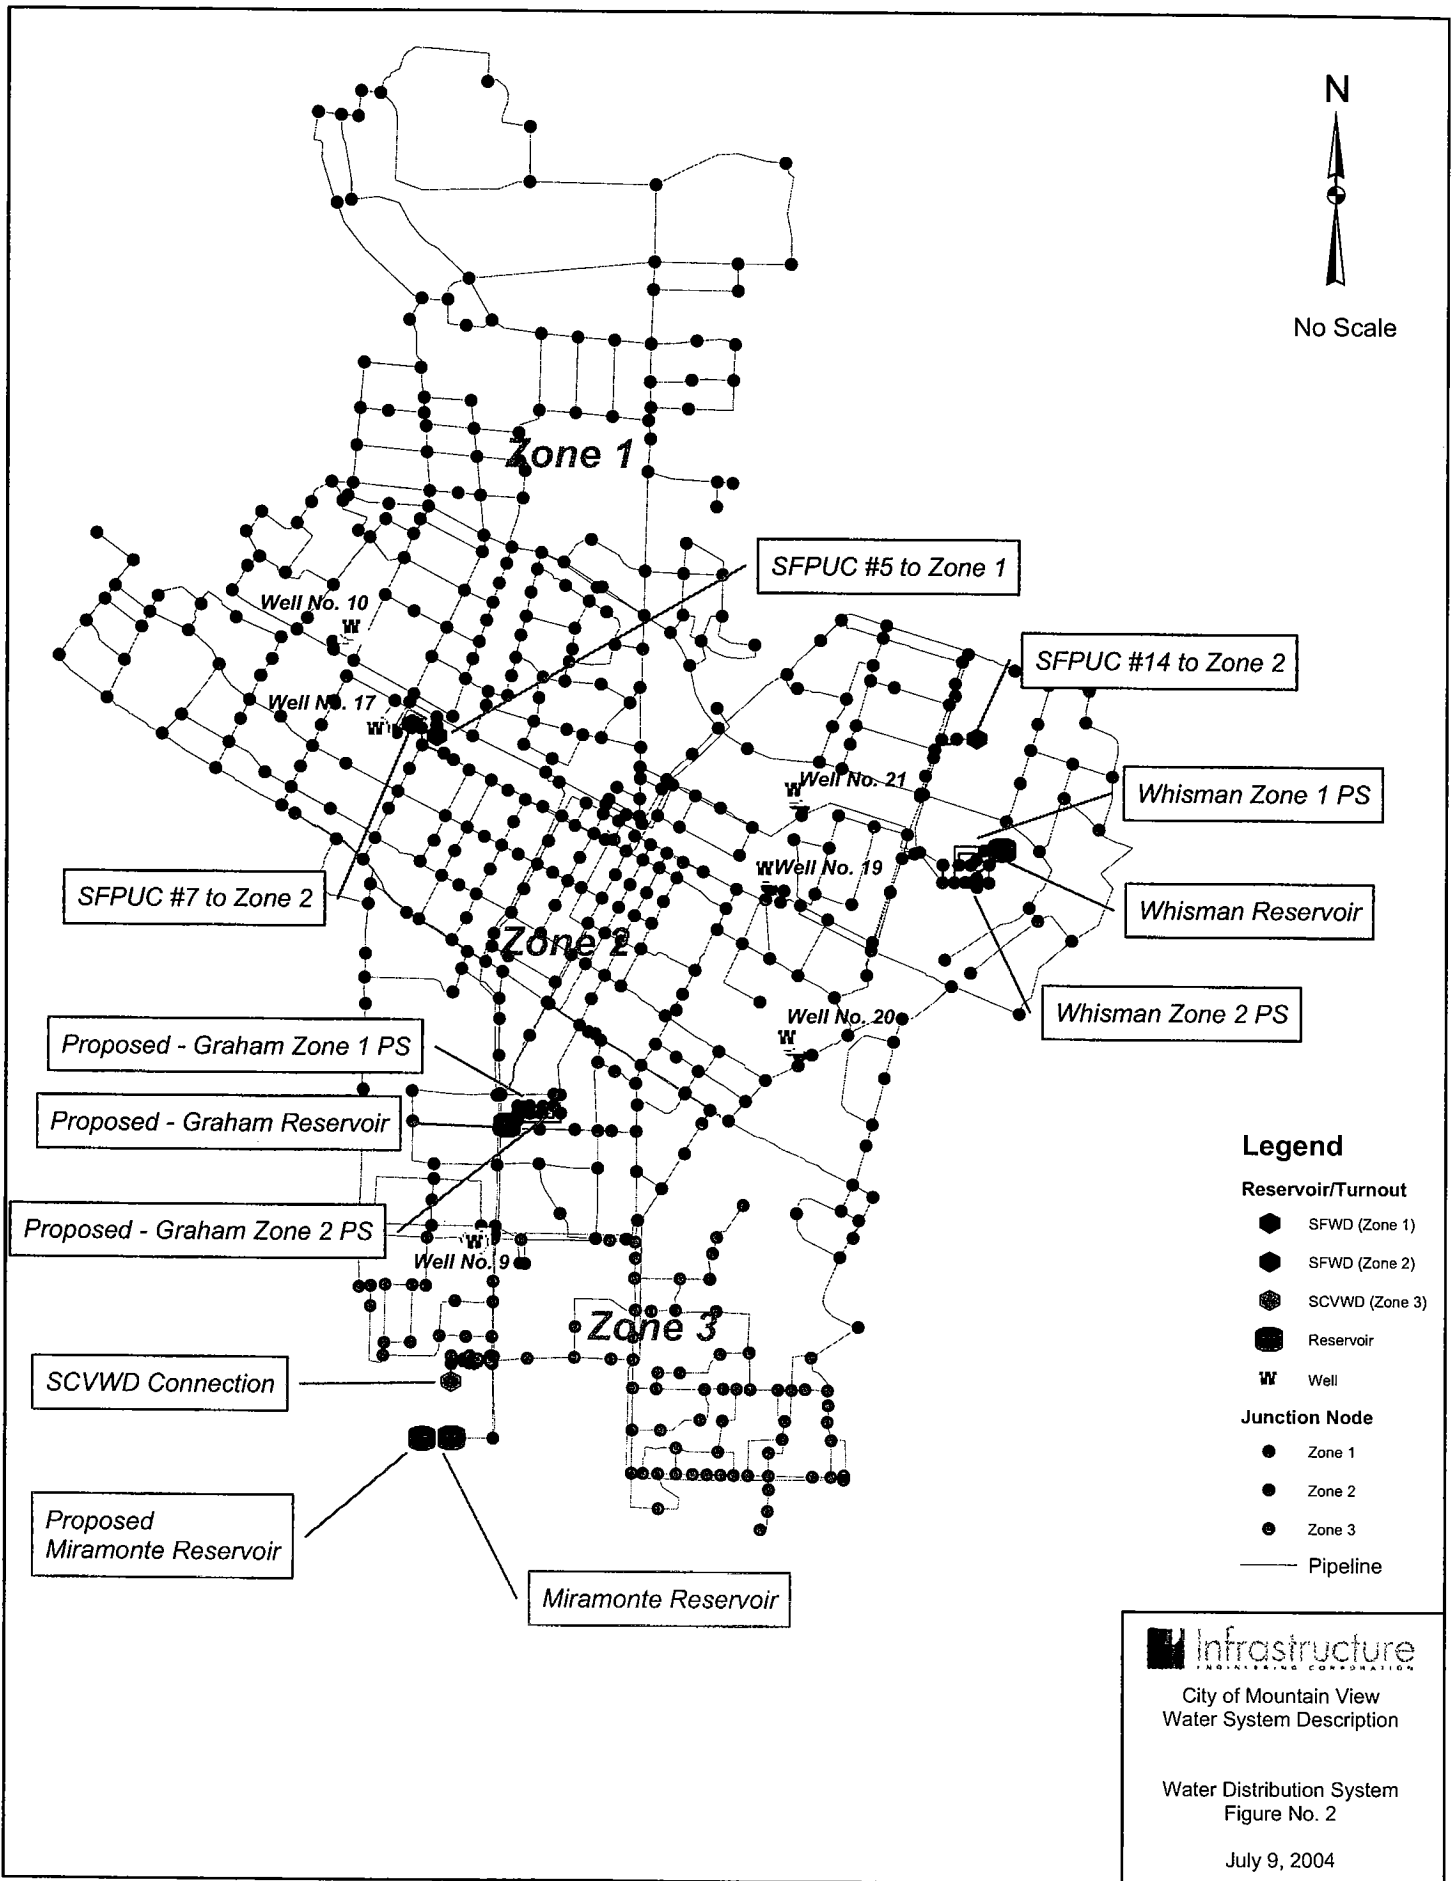 N
No Scale
Zone 1
SFPUC #5 to Zone 1
Well No. 10
SFPUC #14 to Zone 2
Well No. 17
Well No. 21
Whisman Zone 1 PS
Well No. 19
SFPUC #7 to Zone 2
Whisman Reservoir
Zone 2
Whisman Zone 2 PS
Well No. 20
Proposed - Graham Zone 1 PS
Proposed - Graham Reservoir
Proposed - Graham Zone 2 PS
Well No. 9
Zone 3
SCVWD Connection
Proposed
Miramonte Reservoir
Miramonte Reservoir
Legend
Reservoir/Turnout
SFWD (Zone 1)
SFWD (Zone 2)
SCVWD (Zone 3)
Reservoir
W Well
Junction Node
Zone 1
Zone 2
Zone 3
Pipeline
Infrastructure
ENGINEERING CORPORATION
City of Mountain View
Water System Description
Water Distribution System
Figure No. 2
July 9, 2004